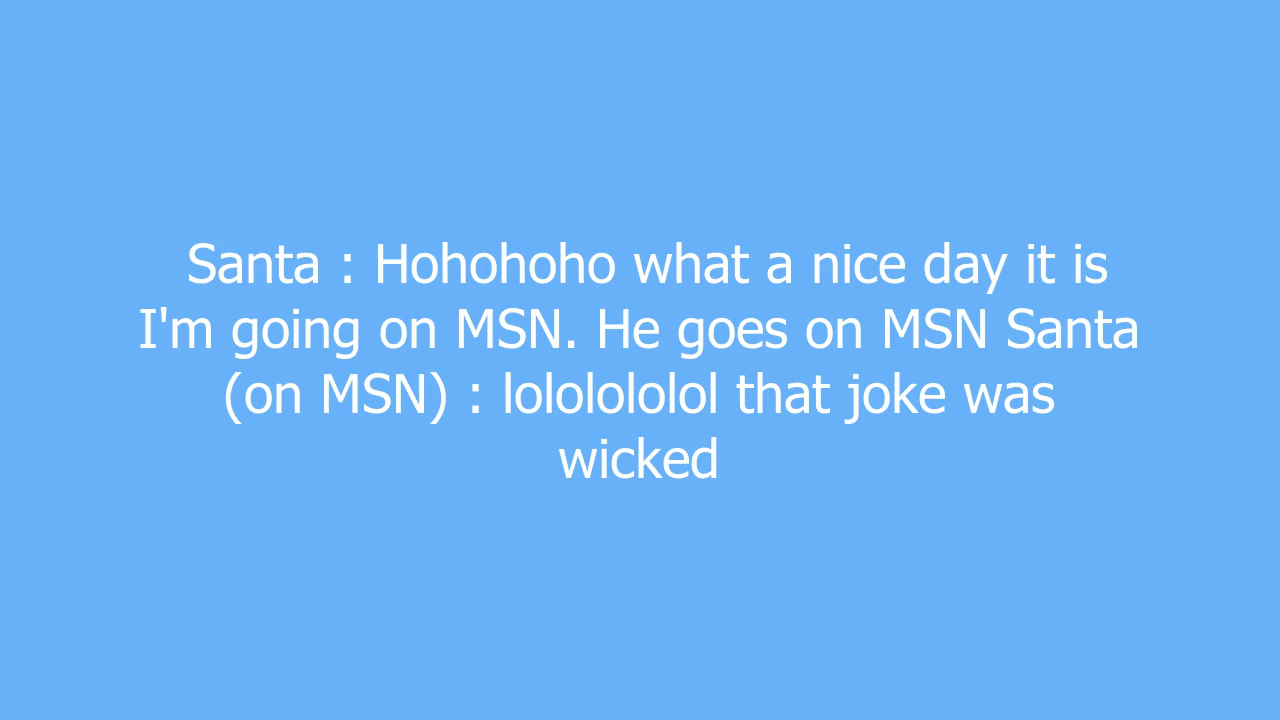 Santa : Hohohoho what a nice day it is
I'm going on MSN. He goes on MSN Santa
(on MSN) : lolololololol that joke was
wicked